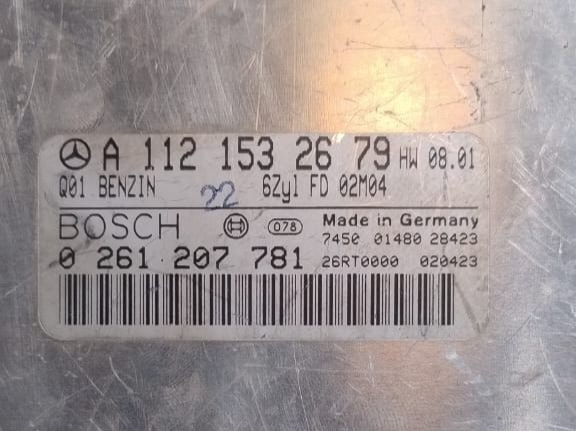 A 112 153 26 79 HW 08.01
Q01 BENZIN 22 6Zyl FD 02M04
BOSCH 078 Made in Germany
7450 01480 28423
0 261 207 781 26RT0000 020423